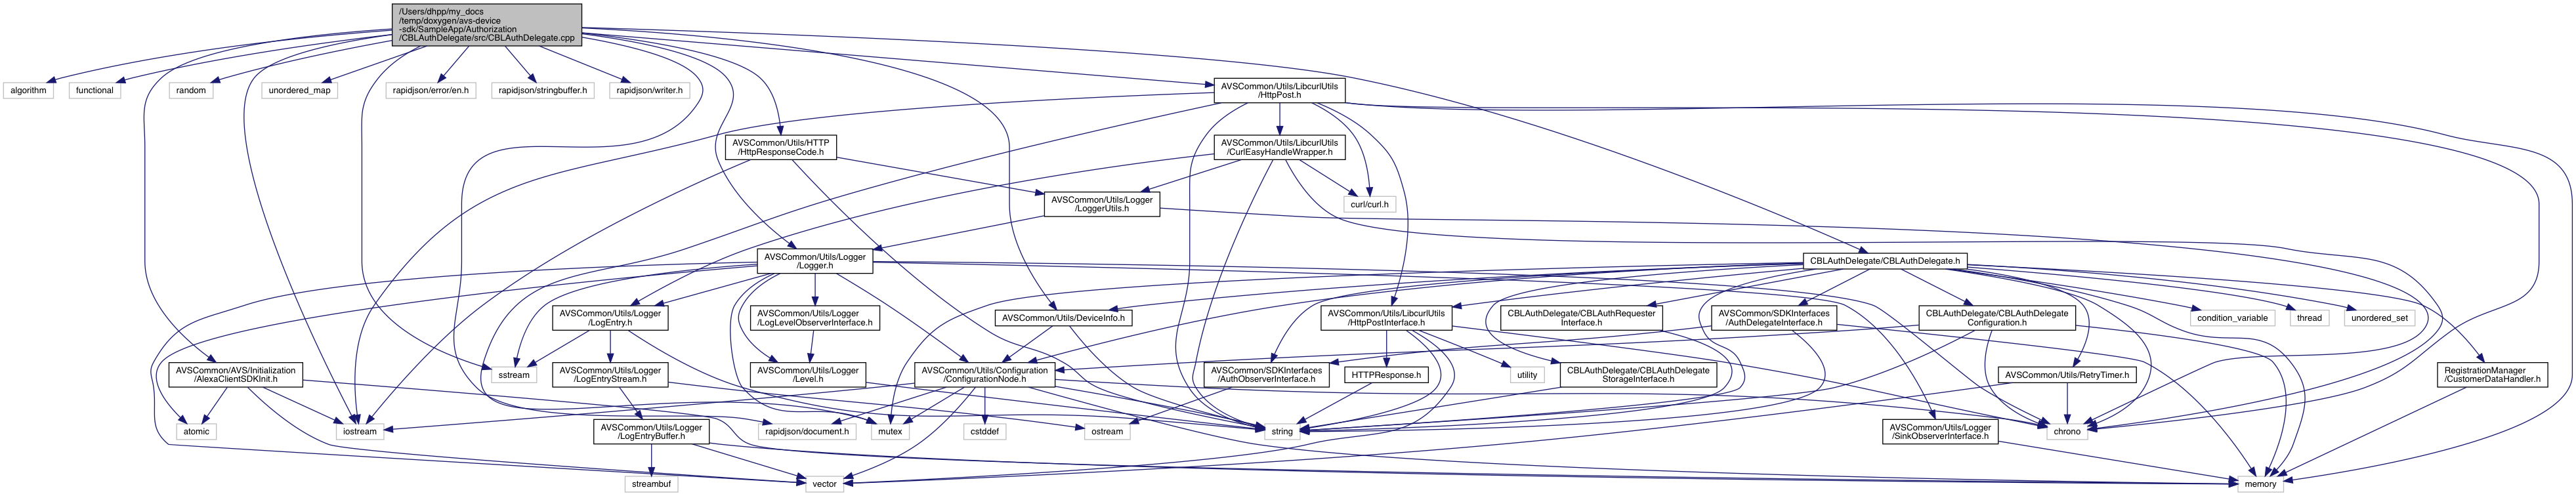 /Users/dhpp/my_docs
/temp/doxygen/avs-device
-sdk/SampleApp/Authorization
/CBLAuthDelegate/src/CBLAuthDelegate.cpp
algorithm
functional
random
unordered_map
rapidjson/error/en.h
rapidjson/stringbuffer.h
rapidjson/writer.h
AVSCommon/Utils/LibcurlUtils
/HttpPost.h
AVSCommon/Utils/HTTP
/HttpResponseCode.h
AVSCommon/Utils/LibcurlUtils
/CurlEasyHandleWrapper.h
AVSCommon/Utils/Logger
/LoggerUtils.h
curl/curl.h
AVSCommon/Utils/Logger
/Logger.h
CBLAuthDelegate/CBLAuthDelegate.h
AVSCommon/Utils/Logger
/LogEntry.h
AVSCommon/Utils/Logger
/LogLevelObserverInterface.h
AVSCommon/Utils/DeviceInfo.h
AVSCommon/Utils/LibcurlUtils
/HttpPostInterface.h
CBLAuthDelegate/CBLAuthRequester
Interface.h
AVSCommon/SDKInterfaces
/AuthDelegateInterface.h
CBLAuthDelegate/CBLAuthDelegate
Configuration.h
condition_variable
thread
unordered_set
AVSCommon/AVS/Initialization
/AlexaClientSDKInit.h
sstream
AVSCommon/Utils/Logger
/LogEntryStream.h
AVSCommon/Utils/Logger
/Level.h
AVSCommon/Utils/Configuration
/ConfigurationNode.h
AVSCommon/SDKInterfaces
/AuthObserverInterface.h
HTTPResponse.h
utility
CBLAuthDelegate/CBLAuthDelegate
StorageInterface.h
AVSCommon/Utils/RetryTimer.h
RegistrationManager
/CustomerDataHandler.h
atomic
iostream
AVSCommon/Utils/Logger
/LogEntryBuffer.h
rapidjson/document.h
mutex
cstddef
ostream
string
AVSCommon/Utils/Logger
/SinkObserverInterface.h
chrono
streambuf
vector
memory